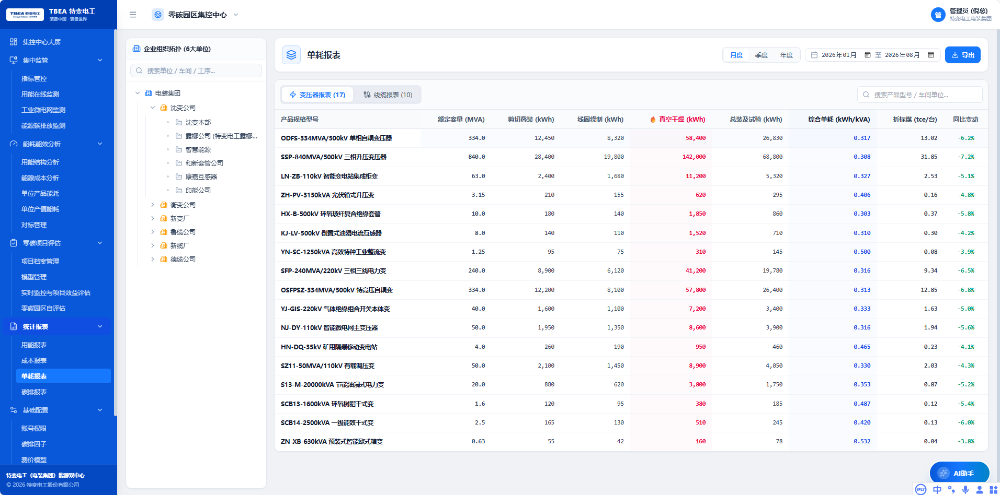 TBEA 特变电工
TBEA 特变电工
装备中国 · 装备世界
集控中心大屏
集中监管
指标管控
用能在线监测
工业微电网监测
能源碳排放监测
能耗能效分析
用能结构分析
能源成本分析
单位产品能耗
单位产值能耗
对标管理
零碳项目评估
项目档案管理
模型管理
实时监控与项目效益评估
零碳园区自评估
统计报表
用能报表
成本报表
单耗报表
碳排报表
基础配置
账号权限
碳排因子
费价模型
特变电工（电装集团）能源双中心
© 2026 特变电工股份有限公司
零碳园区集控中心
管
管理员 (倪总)
特变电工电装集团
企业组织拓扑 (6大单位)
搜索单位 / 车间 / 工序...
电装集团
沈变公司
沈变本部
露娜公司 (特变电工露娜...
智慧能源
和新套管公司
康嘉互感器
印能公司
衡变公司
新变厂
鲁缆公司
新缆厂
德缆公司
单耗报表
月度 季度 年度
2026年01月 至 2026年08月
导出
变压器报表 (17) 线缆报表 (10)
搜索产品型号 / 车间单位...
产品规格型号 额定容量 (MVA) 剪切叠装 (kWh) 线圈绕制 (kWh) 真空干燥 (kWh) 总装及试验 (kWh) 综合单耗 (kWh/kVA) 折标煤 (tce/台) 同比变动
ODFS-334MVA/500kV 单相自耦变压器 334.0 12,450 8,320 58,400 26,830 0.317 13.02 -6.2%
SSP-840MVA/500kV 三相升压变压器 840.0 28,400 19,800 142,000 68,800 0.308 31.85 -7.2%
LN-ZB-110kV 智能变电站集成柜变 63.0 2,400 1,680 11,200 5,320 0.327 2.53 -5.1%
ZH-PV-3150kVA 光伏箱式升压变 3.15 210 155 620 295 0.406 0.16 -4.8%
HX-B-500kV 环氧玻纤复合绝缘套管 10.0 180 140 1,850 860 0.303 0.37 -5.8%
KJ-LV-500kV 倒置式油浸电流互感器 8.0 140 110 1,520 710 0.310 0.30 -4.2%
YN-SC-1250kVA 高效特种工业整流变 1.25 95 75 310 145 0.500 0.08 -3.9%
SFP-240MVA/220kV 三相三线电力变 240.0 8,900 6,120 41,200 19,780 0.316 9.34 -6.5%
OSFPSZ-334MVA/500kV 特高压自耦变 334.0 12,200 8,100 57,800 26,400 0.313 12.85 -6.8%
YJ-GIS-220kV 气体绝缘组合开关本体变 40.0 1,600 1,100 7,200 3,400 0.333 1.63 -5.0%
NJ-DY-110kV 智能微电网主变压器 50.0 1,950 1,350 8,600 3,900 0.316 1.94 -5.6%
HN-DQ-35kV 矿用隔爆移动变电站 4.0 260 190 950 460 0.465 0.23 -4.1%
SZ11-50MVA/110kV 有载调压变 50.0 2,100 1,450 8,900 4,050 0.330 2.03 -4.3%
S13-M-20000kVA 节能油浸式电力变 20.0 880 620 3,800 1,750 0.353 0.87 -5.2%
SCB13-1600kVA 环氧树脂干式变 1.6 120 95 380 185 0.487 0.12 -5.4%
SCB14-2500kVA 一级能效干式变 2.5 165 130 510 245 0.420 0.13 -6.0%
ZN-XB-630kVA 预装式智能欧式箱变 0.63 55 42 160 78 0.532 0.04 -3.8%
AI助手
iFLY 中